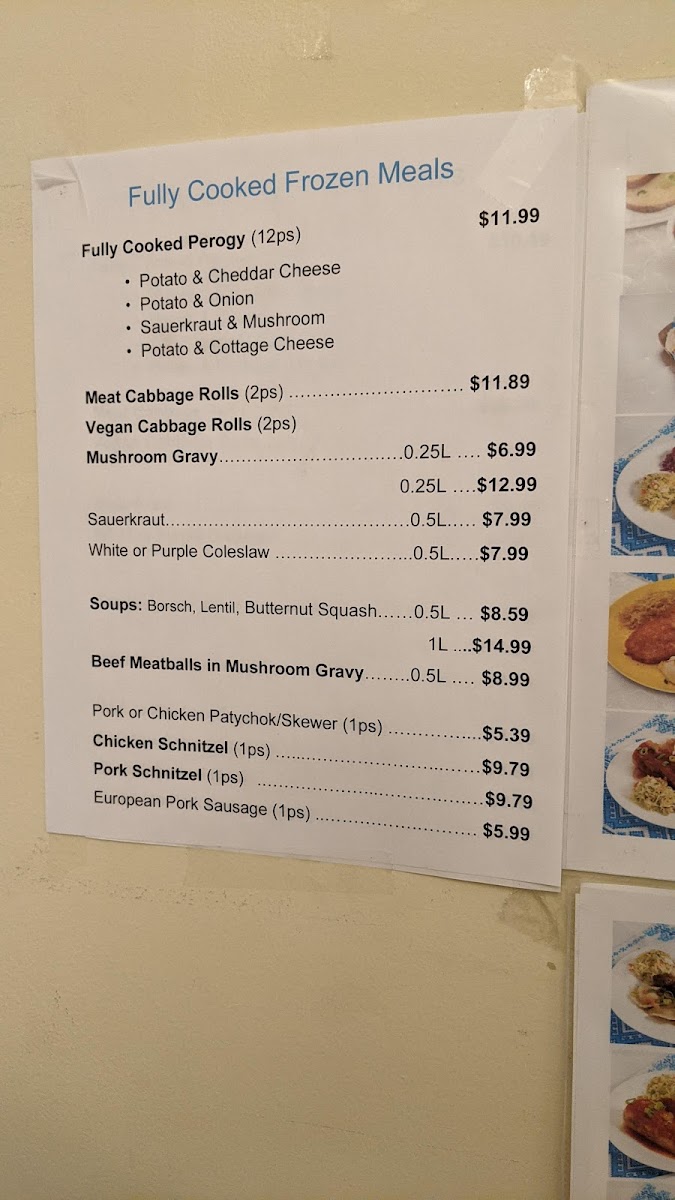 Fully Cooked Frozen Meals
Fully Cooked Perogy (12ps) $11.99
• Potato & Cheddar Cheese
• Potato & Onion
• Sauerkraut & Mushroom
• Potato & Cottage Cheese
Meat Cabbage Rolls (2ps) ............................ $11.89
Vegan Cabbage Rolls (2ps)
Mushroom Gravy..............................0.25L .... $6.99
0.25L ....$12.99
Sauerkraut.........................................0.5L..... $7.99
White or Purple Coleslaw .......................0.5L.....$7.99
Soups: Borsch, Lentil, Butternut Squash......0.5L ... $8.59
1L ....$14.99
Beef Meatballs in Mushroom Gravy........0.5L .... $8.99
Pork or Chicken Patychok/Skewer (1ps) ................$5.39
Chicken Schnitzel (1ps) ....................................$9.79
Pork Schnitzel (1ps) ........................................$9.79
European Pork Sausage (1ps) ............................ $5.99